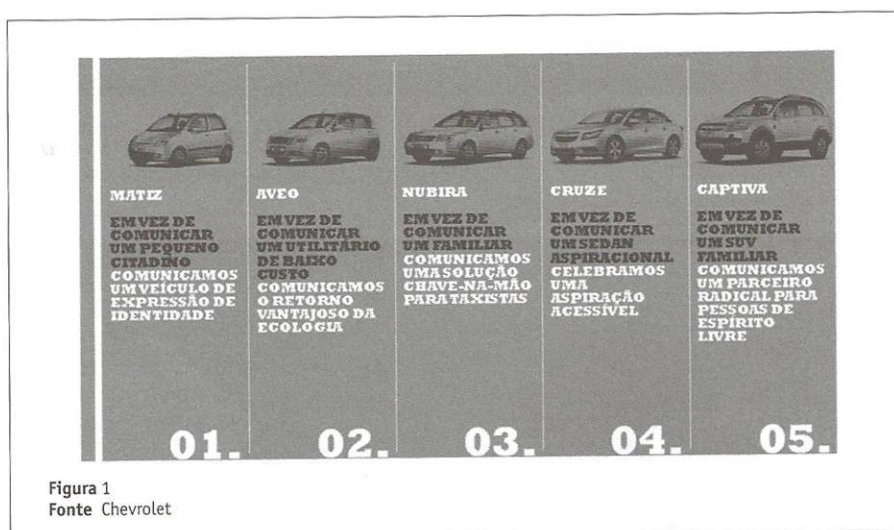 MATIZ
EM VEZ DE
COMUNICAR
UM PEQUENO
CITADINO
COMUNICAMOS
UM VEÍCULO DE
EXPRESSÃO DE
IDENTIDADE
01.
AVEO
EM VEZ DE
COMUNICAR
UM UTILITÁRIO
DE BAIXO
CUSTO
COMUNICAMOS
O RETORNO
VANTAJOSO DA
ECOLOGIA
02.
NUBIRA
EM VEZ DE
COMUNICAR
UM FAMILIAR
COMUNICAMOS
UMA SOLUÇÃO
CHAVE-NA-MÃO
PARA TAXISTAS
03.
CRUZE
EM VEZ DE
COMUNICAR
UM SEDAN
ASPIRACIONAL
CELEBRAMOS
UMA
ASPIRAÇÃO
ACESSÍVEL
04.
CAPTIVA
EM VEZ DE
COMUNICAR
UM SUV
FAMILIAR
COMUNICAMOS
UM PARCEIRO
RADICAL PARA
PESSOAS DE
ESPÍRITO
LIVRE
05.
Figura 1
Fonte Chevrolet